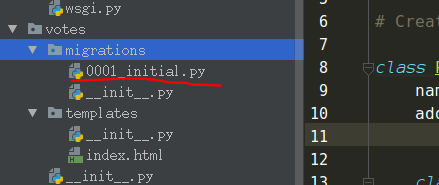 wsgi.py
votes
migrations
0001_initial.py
__init__.py
templates
__init__.py
index.html
__init__.py
6
7
8
9
10
11
12
13
# Creat
class
nam
add
cl